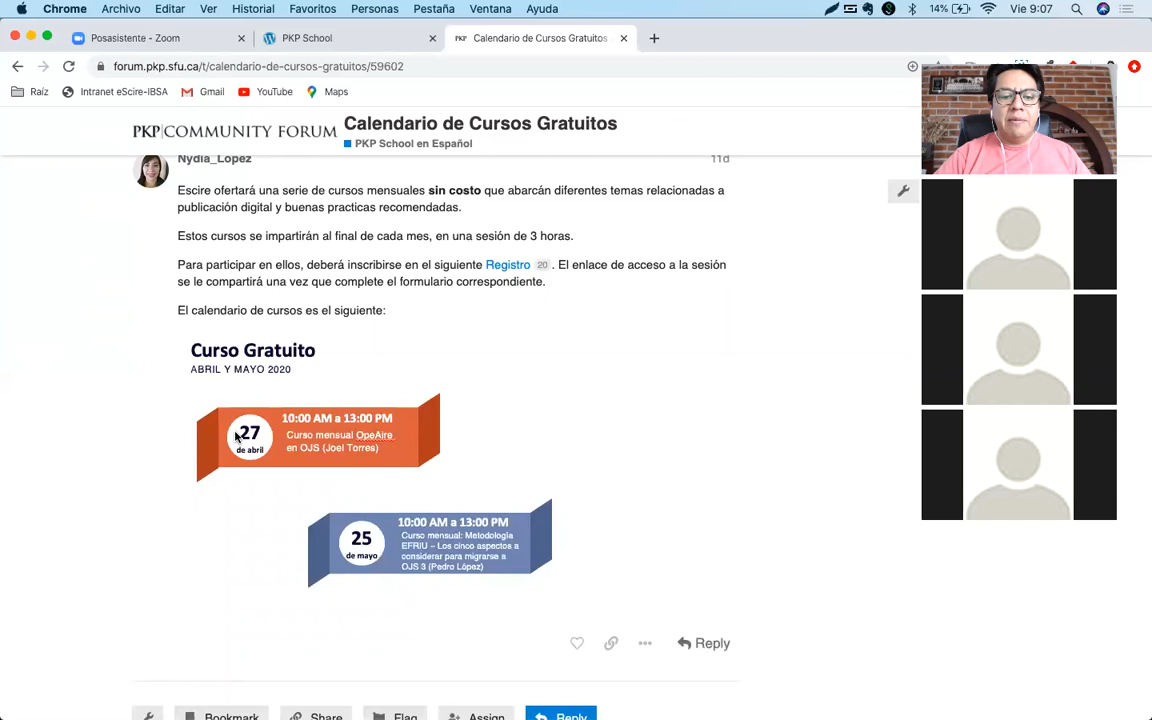 Chrome Archivo Editar Ver Historial Favoritos Personas Pestaña Ventana Ayuda
14% Vie 9:07
Posasistente - Zoom
PKP School
PKP Calendario de Cursos Gratuitos
forum.pkp.sfu.ca/t/calendario-de-cursos-gratuitos/59602
Raíz Intranet eScire-IBSA Gmail YouTube Maps
PKP|COMMUNITY FORUM
Calendario de Cursos Gratuitos
PKP School en Español
Nydia_Lopez 11d
Escire ofertará una serie de cursos mensuales sin costo que abarcán diferentes temas relacionadas a
publicación digital y buenas practicas recomendadas.
Estos cursos se impartirán al final de cada mes, en una sesión de 3 horas.
Para participar en ellos, deberá inscribirse en el siguiente Registro 20 . El enlace de acceso a la sesión
se le compartirá una vez que complete el formulario correspondiente.
El calendario de cursos es el siguiente:
Curso Gratuito
ABRIL Y MAYO 2020
27
de abril
10:00 AM a 13:00 PM
Curso mensual OpeAire
en OJS (Joel Torres)
25
de mayo
10:00 AM a 13:00 PM
Curso mensual: Metodología
EFRIU – Los cinco aspectos a
considerar para migrarse a
OJS 3 (Pedro López)
Reply
Bookmark Share Flag Assign Reply